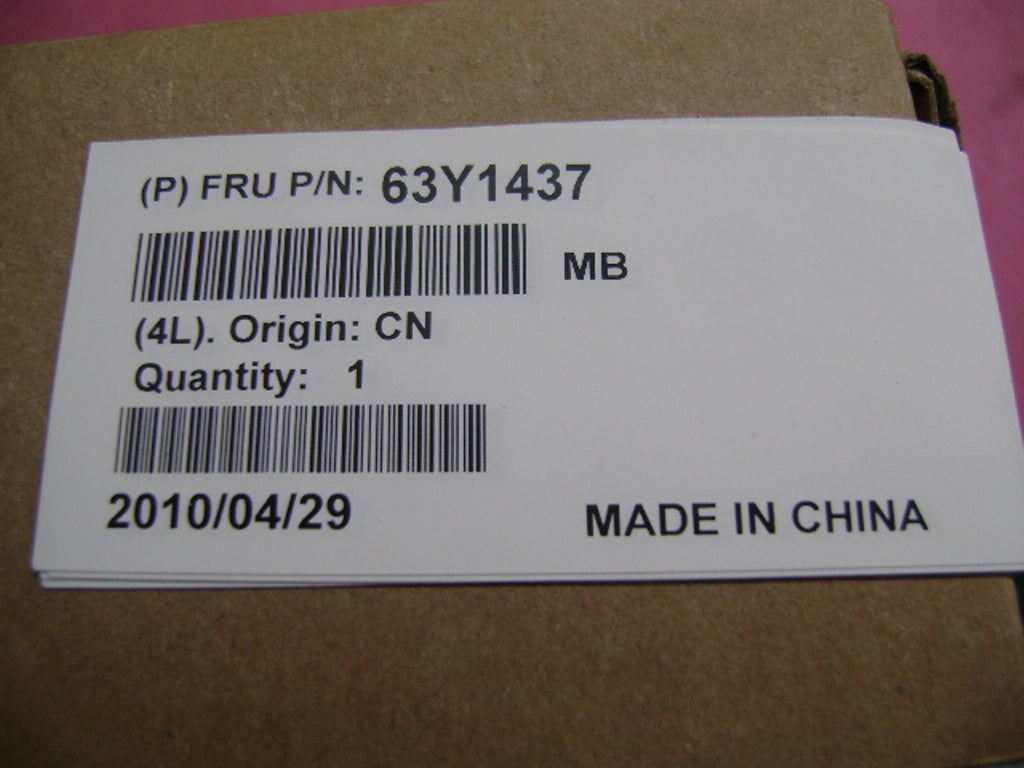 (P) FRU P/N: 63Y1437
MB
(4L). Origin: CN
Quantity: 1
2010/04/29
MADE IN CHINA